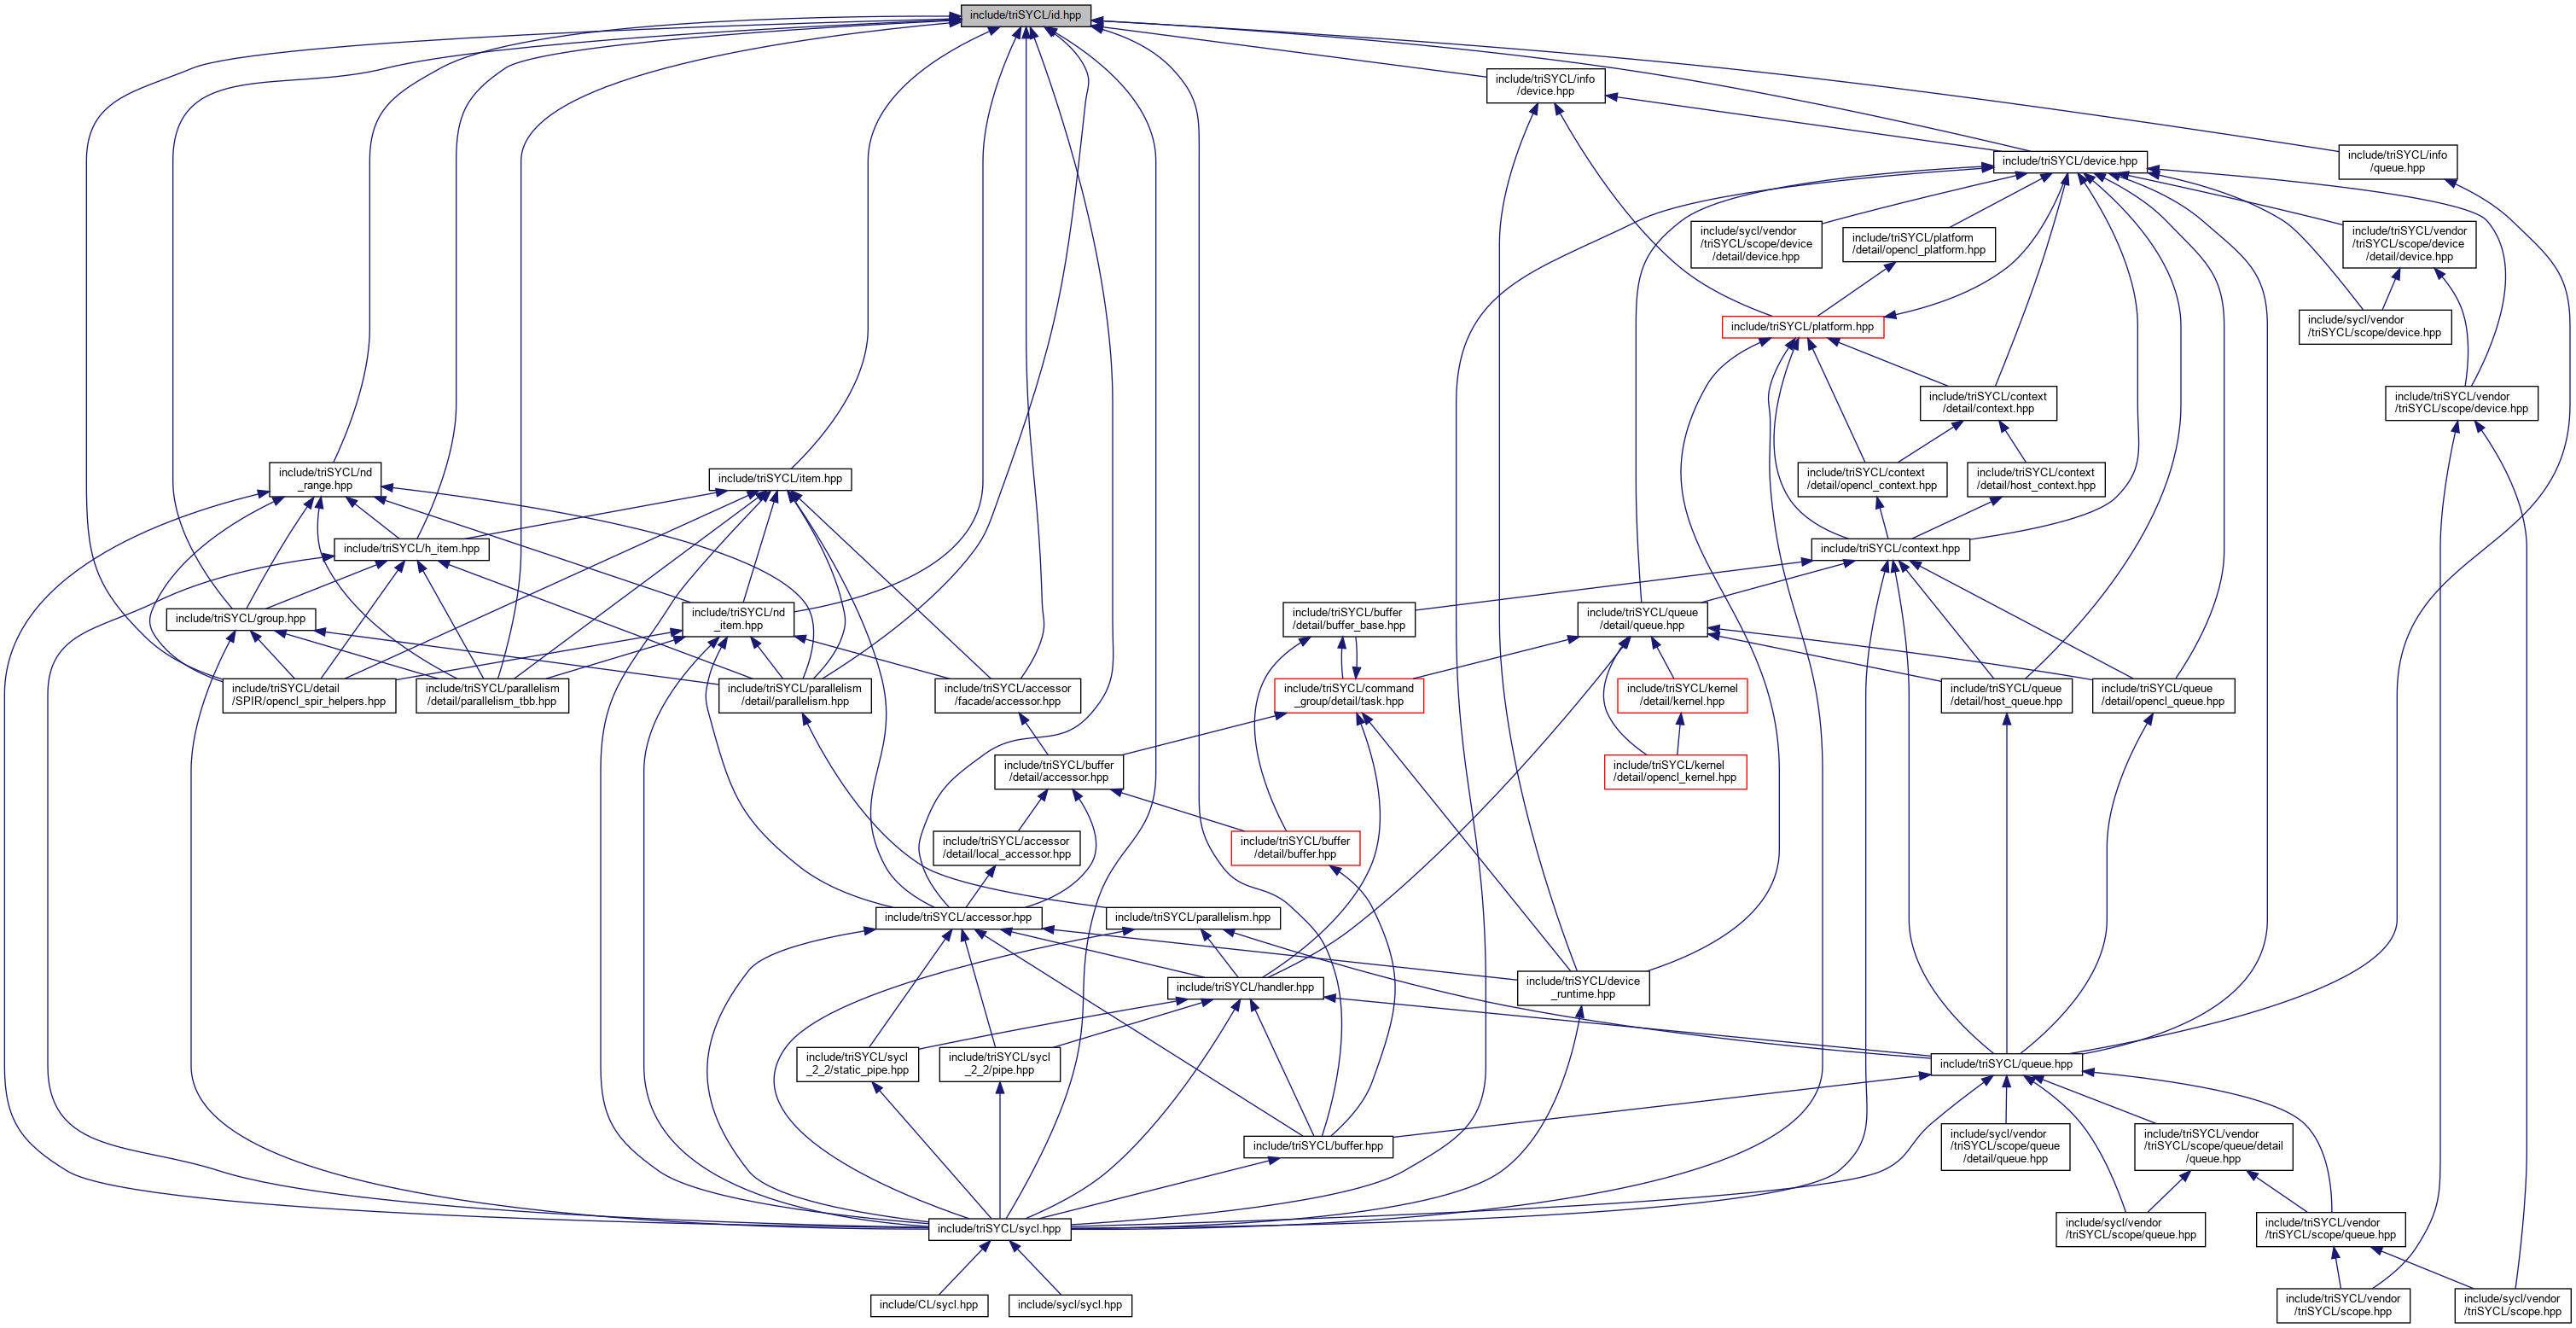 include/triSYCL/id.hpp
include/triSYCL/info
/device.hpp
include/triSYCL/device.hpp
include/triSYCL/info
/queue.hpp
include/sycl/vendor
/triSYCL/scope/device
/detail/device.hpp
include/triSYCL/platform
/detail/opencl_platform.hpp
include/triSYCL/vendor
/triSYCL/scope/device
/detail/device.hpp
include/triSYCL/platform.hpp
include/sycl/vendor
/triSYCL/scope/device.hpp
include/triSYCL/context
/detail/context.hpp
include/triSYCL/vendor
/triSYCL/scope/device.hpp
include/triSYCL/nd
_range.hpp
include/triSYCL/item.hpp
include/triSYCL/context
/detail/opencl_context.hpp
include/triSYCL/context
/detail/host_context.hpp
include/triSYCL/h_item.hpp
include/triSYCL/context.hpp
include/triSYCL/group.hpp
include/triSYCL/nd
_item.hpp
include/triSYCL/buffer
/detail/buffer_base.hpp
include/triSYCL/queue
/detail/queue.hpp
include/triSYCL/detail
/SPIR/opencl_spir_helpers.hpp
include/triSYCL/parallelism
/detail/parallelism_tbb.hpp
include/triSYCL/parallelism
/detail/parallelism.hpp
include/triSYCL/accessor
/facade/accessor.hpp
include/triSYCL/command
_group/detail/task.hpp
include/triSYCL/kernel
/detail/kernel.hpp
include/triSYCL/queue
/detail/host_queue.hpp
include/triSYCL/queue
/detail/opencl_queue.hpp
include/triSYCL/buffer
/detail/accessor.hpp
include/triSYCL/kernel
/detail/opencl_kernel.hpp
include/triSYCL/accessor
/detail/local_accessor.hpp
include/triSYCL/buffer
/detail/buffer.hpp
include/triSYCL/accessor.hpp
include/triSYCL/parallelism.hpp
include/triSYCL/handler.hpp
include/triSYCL/device
_runtime.hpp
include/triSYCL/sycl
_2_2/static_pipe.hpp
include/triSYCL/sycl
_2_2/pipe.hpp
include/triSYCL/queue.hpp
include/triSYCL/buffer.hpp
include/sycl/vendor
/triSYCL/scope/queue
/detail/queue.hpp
include/triSYCL/vendor
/triSYCL/scope/queue/detail
/queue.hpp
include/triSYCL/sycl.hpp
include/sycl/vendor
/triSYCL/scope/queue.hpp
include/triSYCL/vendor
/triSYCL/scope/queue.hpp
include/CL/sycl.hpp
include/sycl/sycl.hpp
include/triSYCL/vendor
/triSYCL/scope.hpp
include/sycl/vendor
/triSYCL/scope.hpp